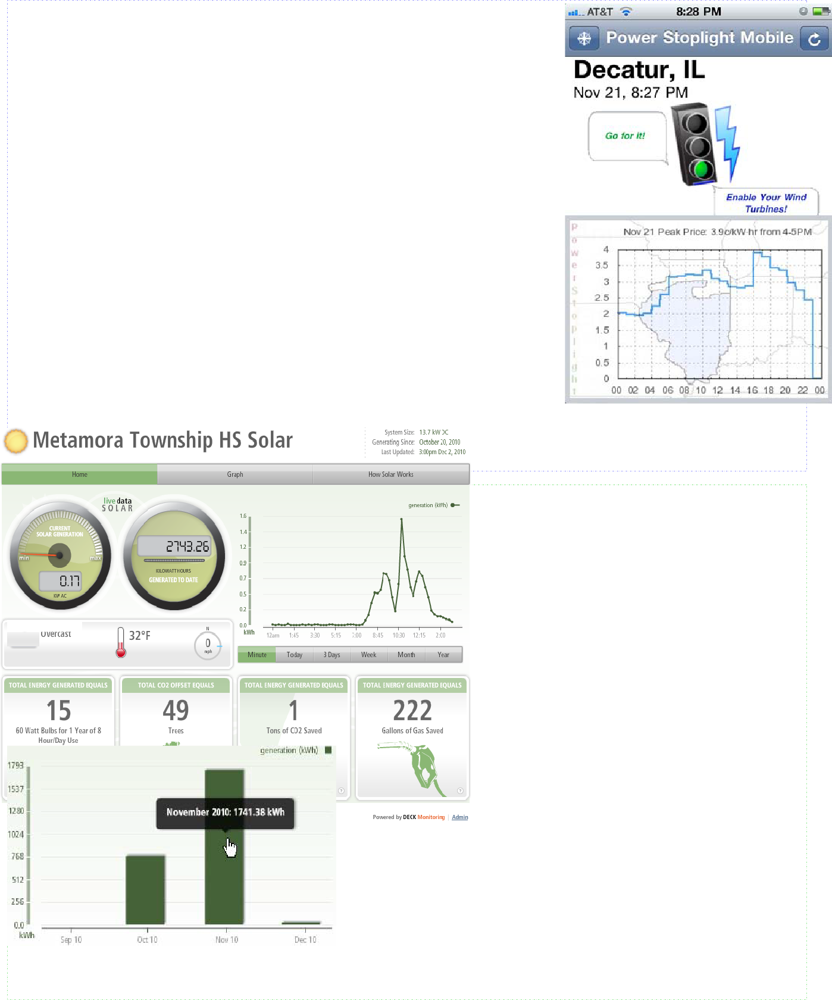 AT&T 8:28 PM
Power Stoplight Mobile
Decatur, IL
Nov 21, 8:27 PM
Go for it!
Enable Your Wind
Turbines!
PowerStoplight
Nov 21 Peak Price: 3.9c/kW-hr from 4-5PM
4
3.5
3
2.5
2
1.5
1
0.5
0
00 02 04 06 08 10 12 14 16 18 20 22 00
Metamora Township HS Solar
System Size: 13.7 kW DC
Generating Since: October 20, 2010
Last Updated: 3:00pm Dec 2, 2010
Home Graph How Solar Works
livedata
SOLAR
CURRENT
SOLAR GENERATION
min max
0.17
KW AC
2743.26
KILOWATT HOURS
GENERATED TO DATE
generation (kWh)
1.6
1.4
1.2
0.9
0.7
0.5
0.2
0.0
kWh
12am 1:45 3:30 5:15 7:00 8:45 10:30 12:15 2:00
Overcast
32°F
N
0
mph
Minute Today 3 Days Week Month Year
TOTAL ENERGY GENERATED EQUALS
15
60 Watt Bulbs for 1 Year of 8
Hour/Day Use
TOTAL CO2 OFFSET EQUALS
49
Trees
TOTAL ENERGY GENERATED EQUALS
1
Tons of CO2 Saved
?
TOTAL ENERGY GENERATED EQUALS
222
Gallons of Gas Saved
?
generation (kWh)
1793
1537
1280
1024
768
512
256
0.0
kWh
November 2010: 1741.38 kWh
Sep 10 Oct 10 Nov 10 Dec 10
Powered by DECK Monitoring | Admin